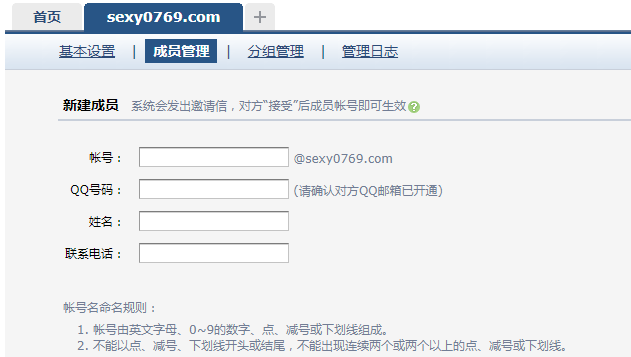 首页 sexy0769.com +
基本设置 | 成员管理 | 分组管理 | 管理日志
新建成员 系统会发出邀请信，对方“接受”后成员帐号即可生效 ?
帐号： @sexy0769.com
QQ号码： (请确认对方QQ邮箱已开通)
姓名：
联系电话：
帐号名命名规则：
1. 帐号由英文字母、0~9的数字、点、减号或下划线组成。
2. 不能以点、减号、下划线开头或结尾，不能出现连续两个或两个以上的点、减号或下划线。